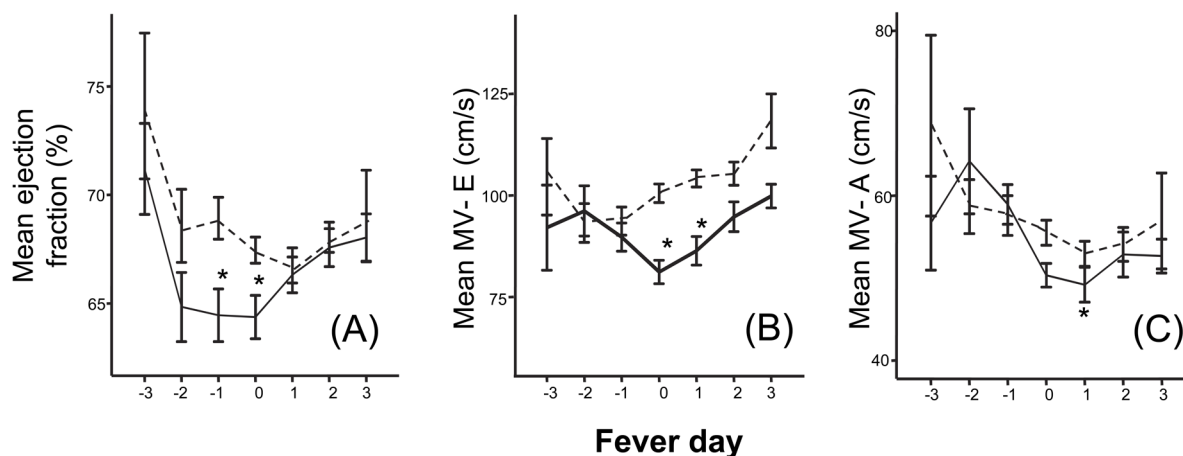 Mean ejection
fraction (%)
75
70
65
-3 -2 -1 0 1 2 3
* *
(A)
Mean MV- E (cm/s)
125
100
75
-3 -2 -1 0 1 2 3
* *
(B)
Mean MV- A (cm/s)
80
60
40
-3 -2 -1 0 1 2 3
*
(C)
Fever day